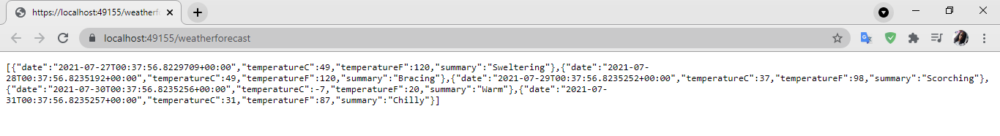 https://localhost:49155/weatherf
localhost:49155/weatherforecast
[{"date":"2021-07-27T00:37:56.8229709+00:00","temperatureC":49,"temperatureF":120,"summary":"Sweltering"},{"date":"2021-07-
28T00:37:56.8235192+00:00","temperatureC":49,"temperatureF":120,"summary":"Bracing"},{"date":"2021-07-29T00:37:56.8235252+00:00","temperatureC":37,"temperatureF":98,"summary":"Scorching"},
{"date":"2021-07-30T00:37:56.8235256+00:00","temperatureC":-7,"temperatureF":20,"summary":"Warm"},{"date":"2021-07-
31T00:37:56.8235257+00:00","temperatureC":31,"temperatureF":87,"summary":"Chilly"}]